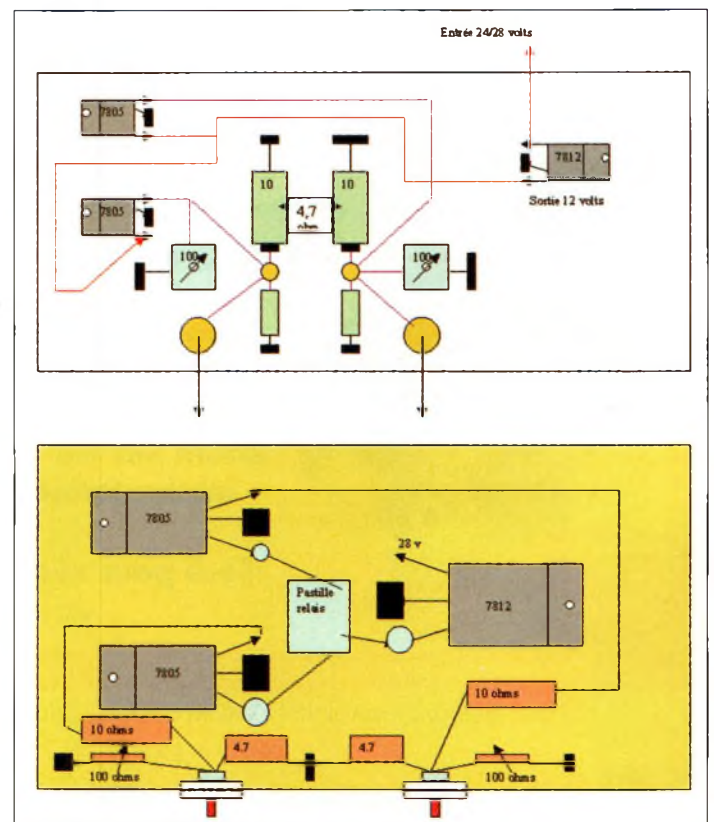 Entrée 24/28 volts
7805
7812
10
10
4,7
ohm
7805
Sortie 12 volts
100
100
7805
28 v
Pastille
relais
7812
7805
10 ohms
10 ohms
4.7
4.7
100 ohms
100 ohms